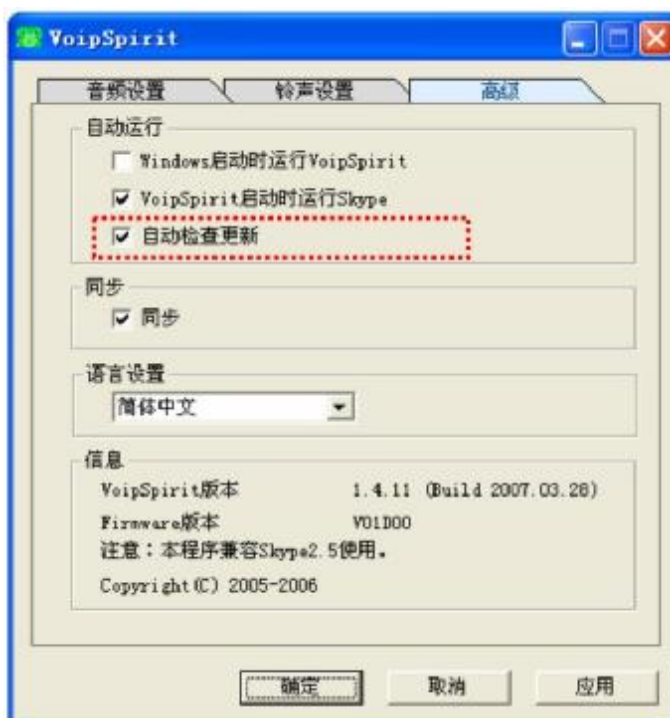 VoipSpirit
音频设置 铃声设置 高级
自动运行
Windows启动时运行VoipSpirit
VoipSpirit启动时运行Skype
自动检查更新
同步
同步
语言设置
简体中文
信息
VoipSpirit版本 1.4.11 (Build 2007.03.28)
Firmware版本 V01D00
注意：本程序兼容Skype2.5使用。
Copyright(C) 2005-2006
确定 取消 应用